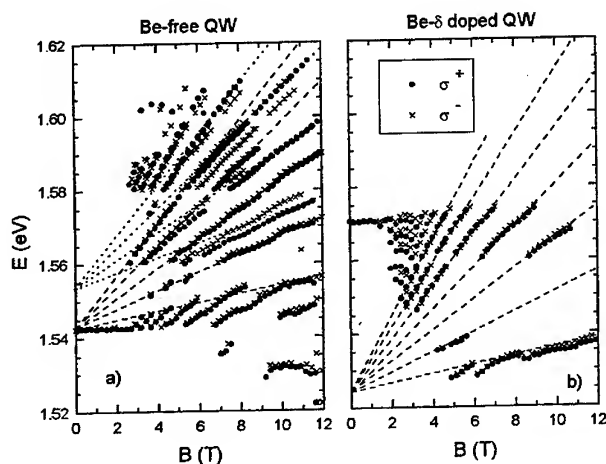 Be-free QW
Be-δ doped QW
E (eV)
1.62
1.60
1.58
1.56
1.54
1.52
a)
0 2 4 6 8 10 12
B (T)
σ+
σ-
b)
0 2 4 6 8 10 12
B (T)